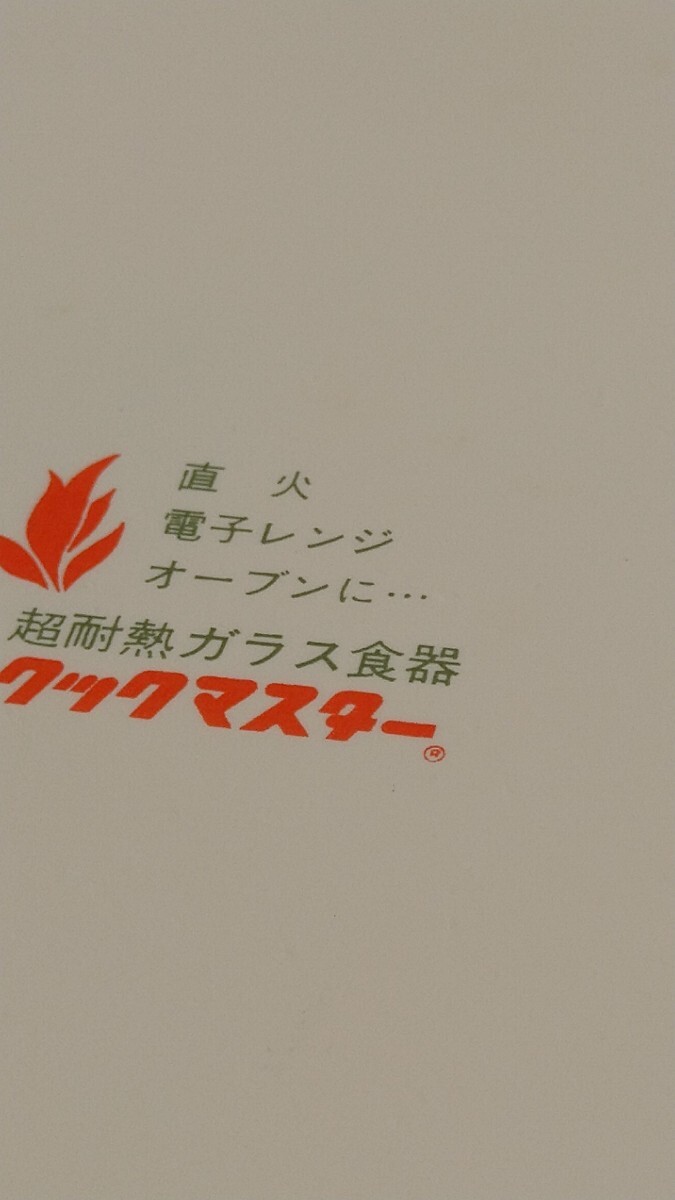 直 火
電子レンジ
オーブンに…
超耐熱ガラス食器
クックマスター®